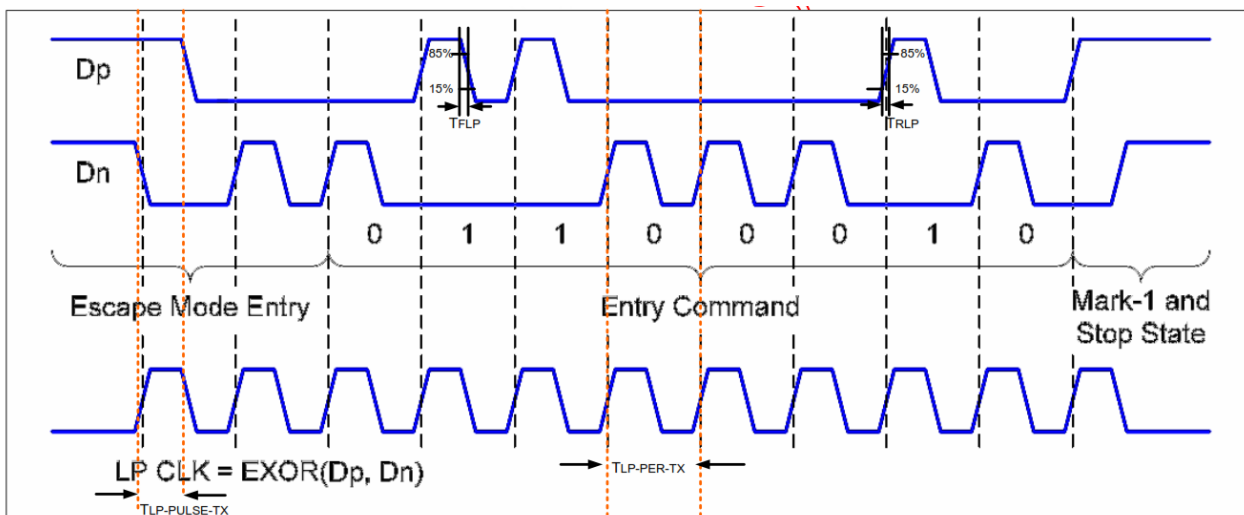 Dp
85%
15%
TFLP
85%
15%
TRLP
Dn
0 1 1 0 0 0 1 0
Escape Mode Entry
Entry Command
Mark-1 and
Stop State
LP CLK = EXOR(Dp, Dn)
TLP-PER-TX
TLP-PULSE-TX